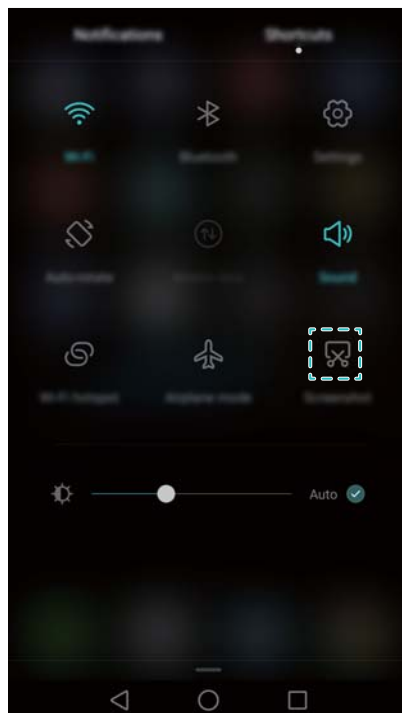 Notifications Shortcuts
Wi-Fi Bluetooth Settings
Auto-rotate Sound
Wi-Fi hotspot Airplane mode Screenshot
Auto